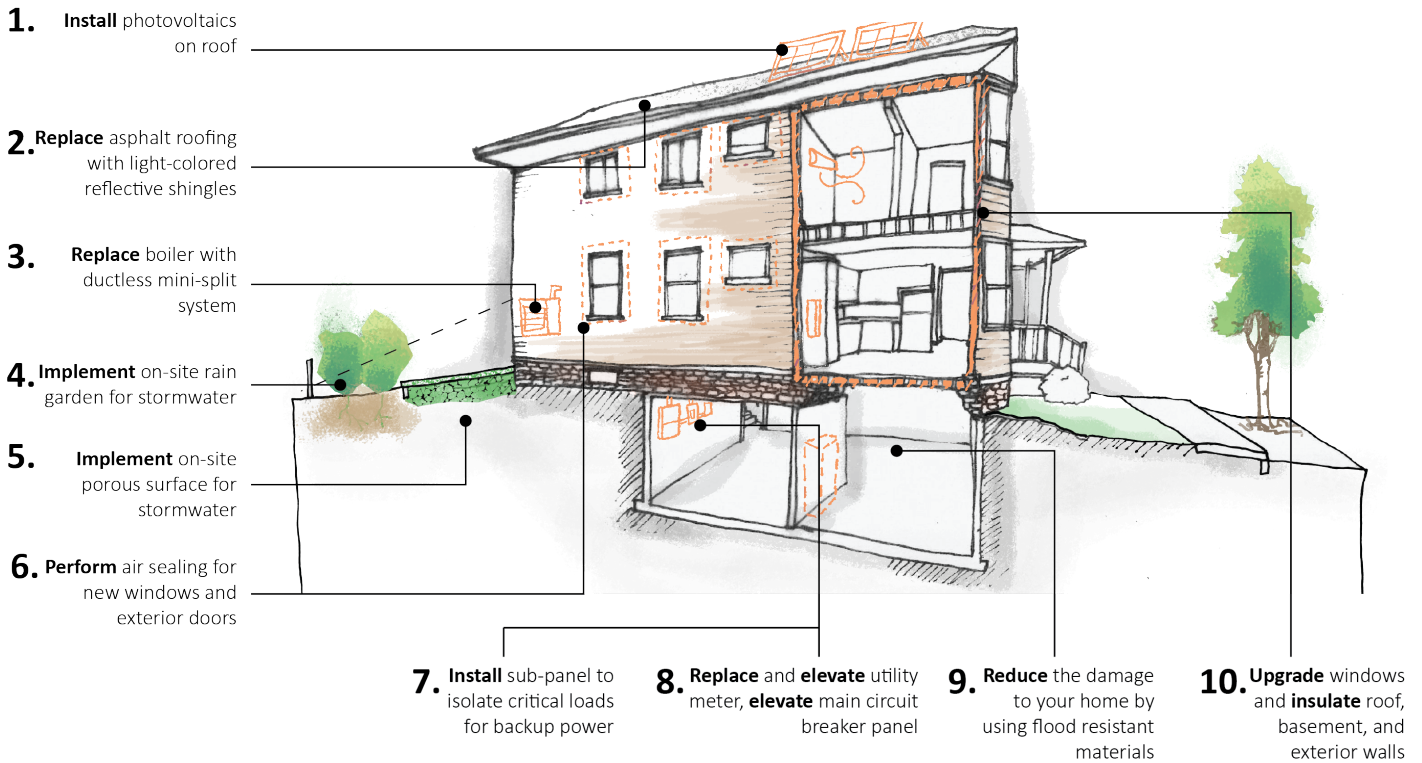 1. Install photovoltaics
on roof
2. Replace asphalt roofing
with light-colored
reflective shingles
3. Replace boiler with
ductless mini-split
system
4. Implement on-site rain
garden for stormwater
5. Implement on-site
porous surface for
stormwater
6. Perform air sealing for
new windows and
exterior doors
7. Install sub-panel to
isolate critical loads
for backup power
8. Replace and elevate utility
meter, elevate main circuit
breaker panel
9. Reduce the damage
to your home by
using flood resistant
materials
10. Upgrade windows
and insulate roof,
basement, and
exterior walls